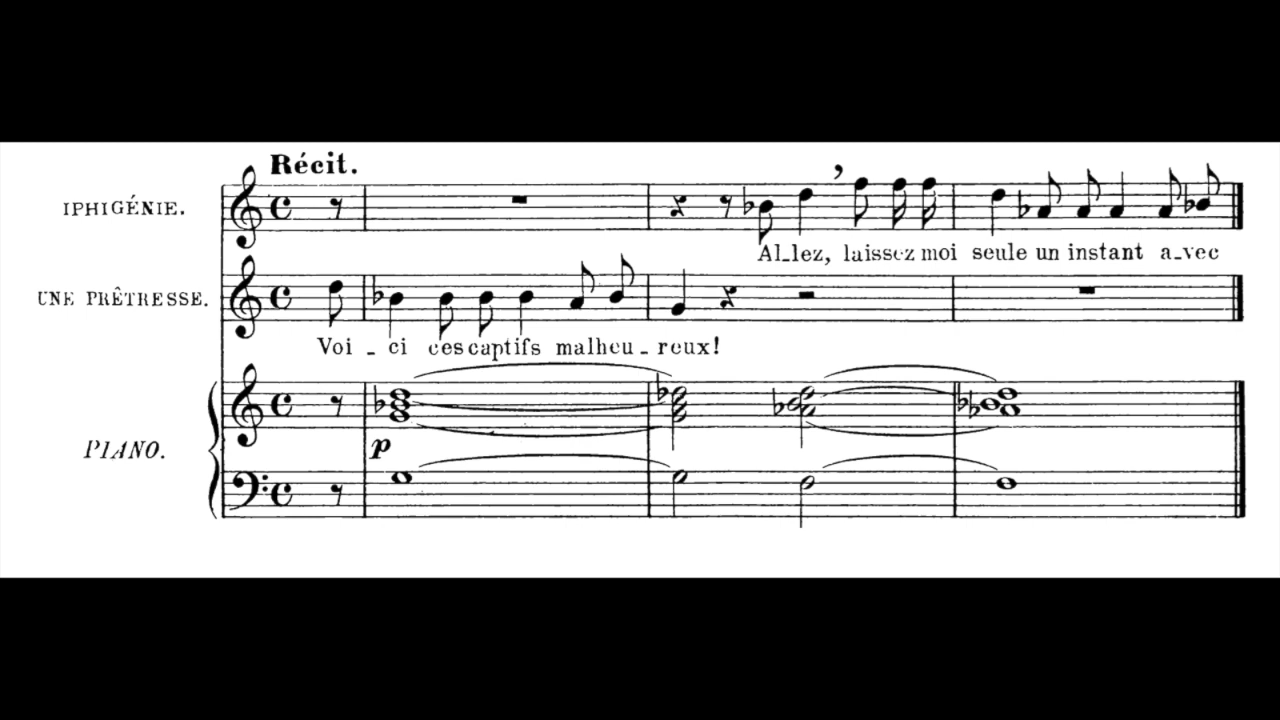 Récit.
IPHIGÉNIE.
Al_lez, laissez moi seule un instant a_vec
UNE PRÊTRESSE.
Voi _ ci ces captifs malheu _ reux!
PIANO.
p